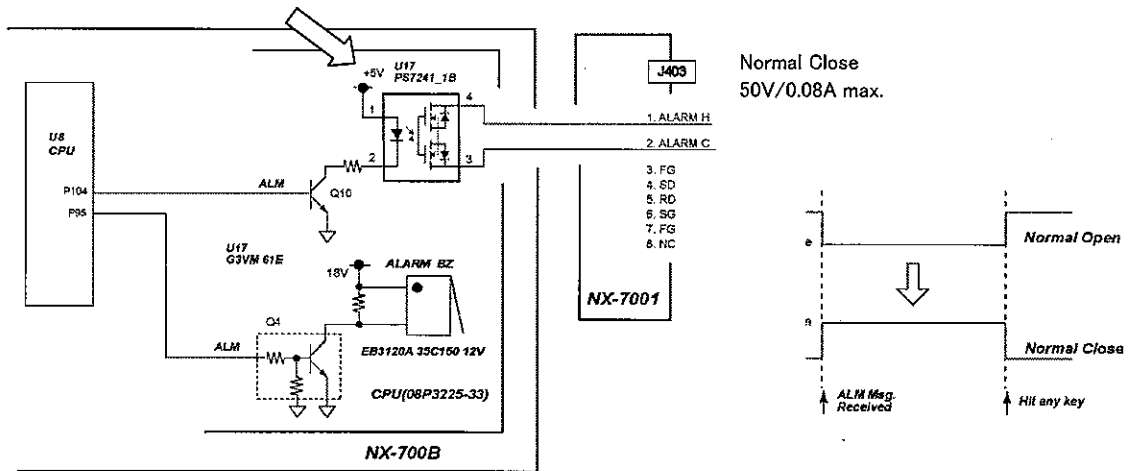 U17
PS7241_1B
+5V
4
1
2
3
U8
CPU
P104
P95
ALM
Q10
U17
G3VM 61E
18V
ALARM BZ
Q4
ALM
EB3120A 35C150 12V
CPU(08P3225-33)
NX-700B
J403
1. ALARM H
2. ALARM C
3. FG
4. SD
5. RD
6. SG
7. FG
8. NC
NX-7001
Normal Close
50V/0.08A max.
e
Normal Open
Normal Close
ALM Msg.
Received
Hit any key